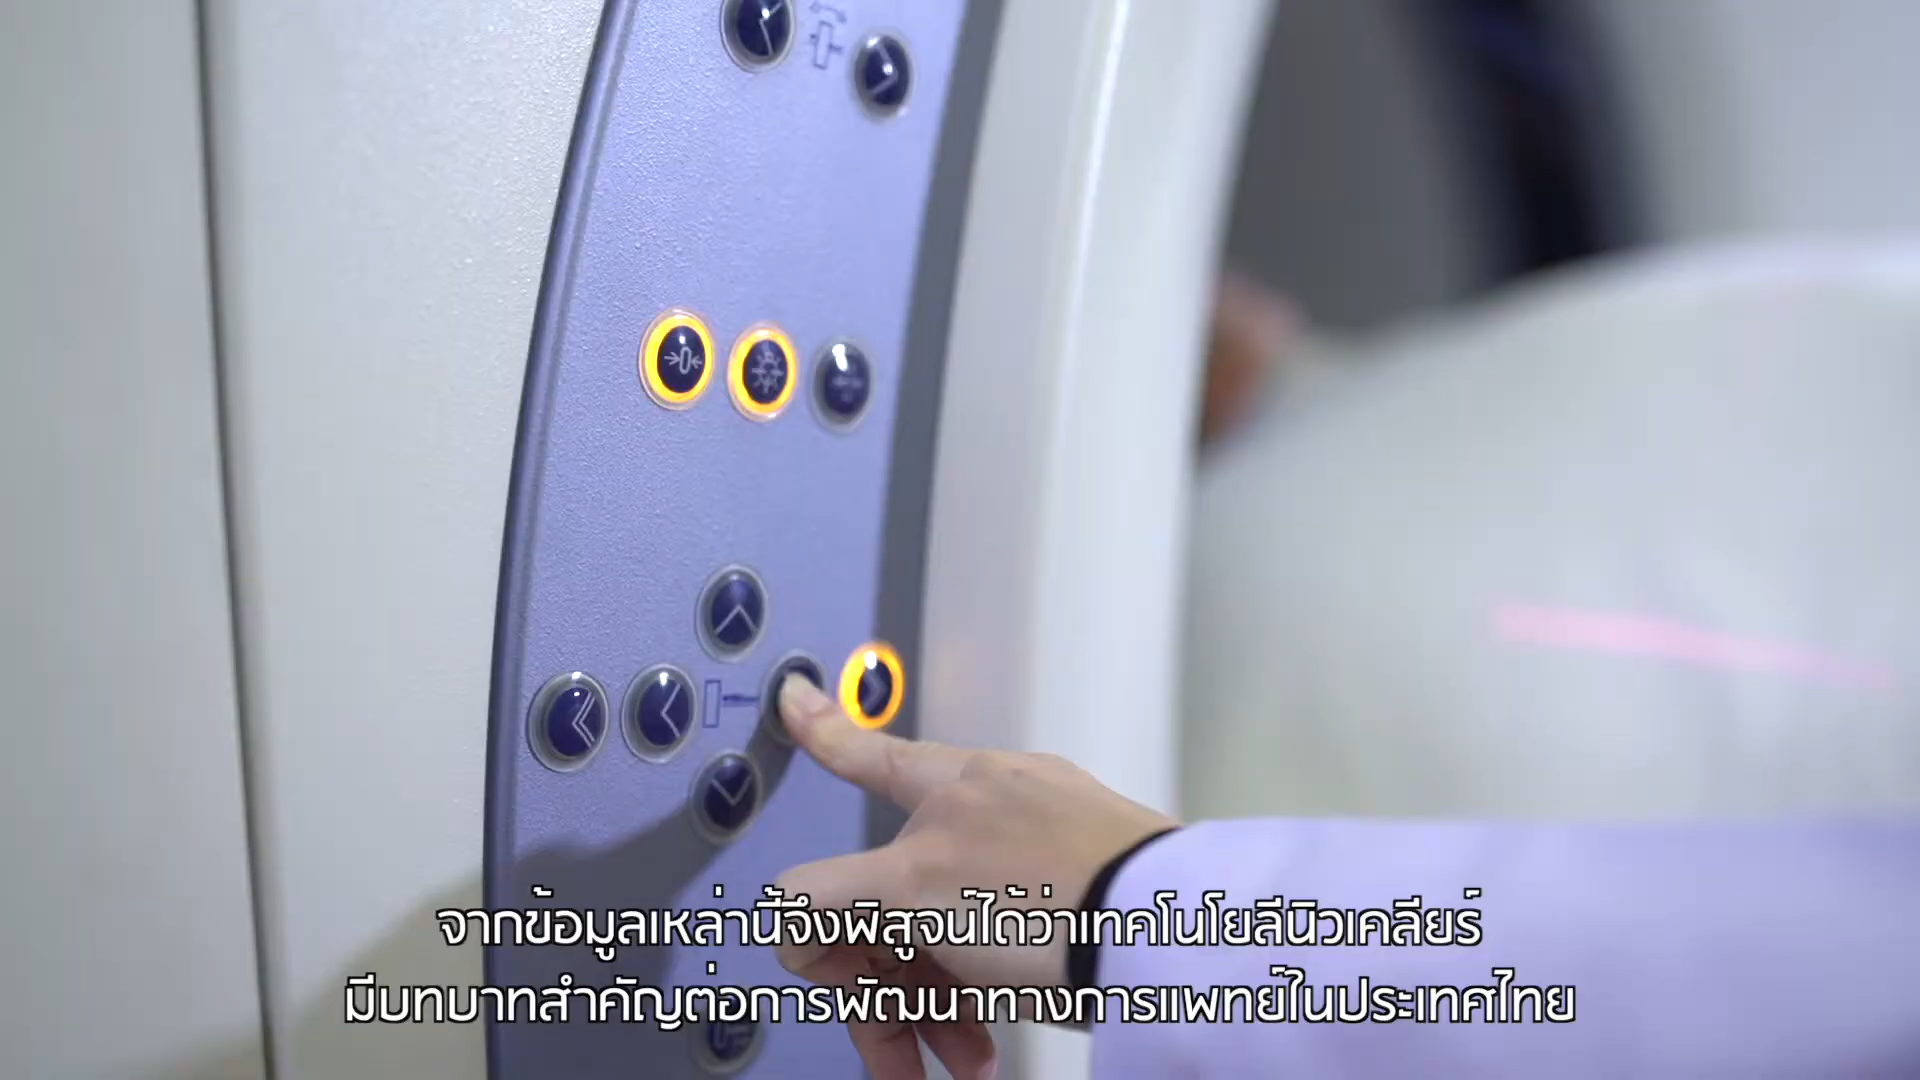 จากข้อมูลเหล่านี้จึงพิสูจน์ได้ว่าเทคโนโยลีนิวเคลียร์
มีบทบาทสำคัญต่อการพัฒนาทางการแพทย์ในประเทศไทย